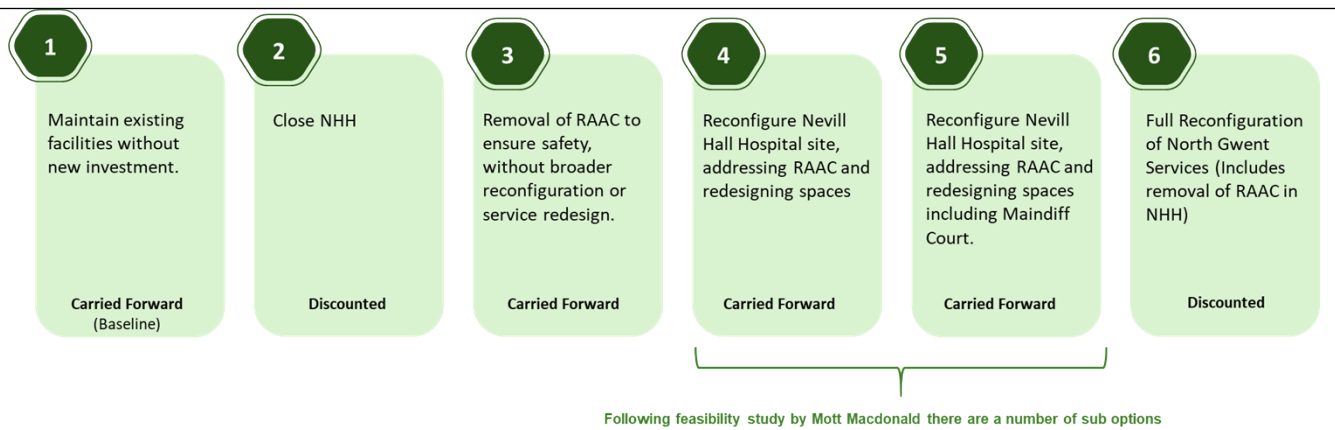 1
Maintain existing
facilities without
new investment.
Carried Forward
(Baseline)
2
Close NHH
Discounted
3
Removal of RAAC to
ensure safety,
without broader
reconfiguration or
service redesign.
Carried Forward
4
Reconfigure Nevill
Hall Hospital site,
addressing RAAC and
redesigning spaces
Carried Forward
5
Reconfigure Nevill
Hall Hospital site,
addressing RAAC and
redesigning spaces
including Maindiff
Court.
Carried Forward
6
Full Reconfiguration
of North Gwent
Services (Includes
removal of RAAC in
NHH)
Discounted
Following feasibility study by Mott Macdonald there are a number of sub options